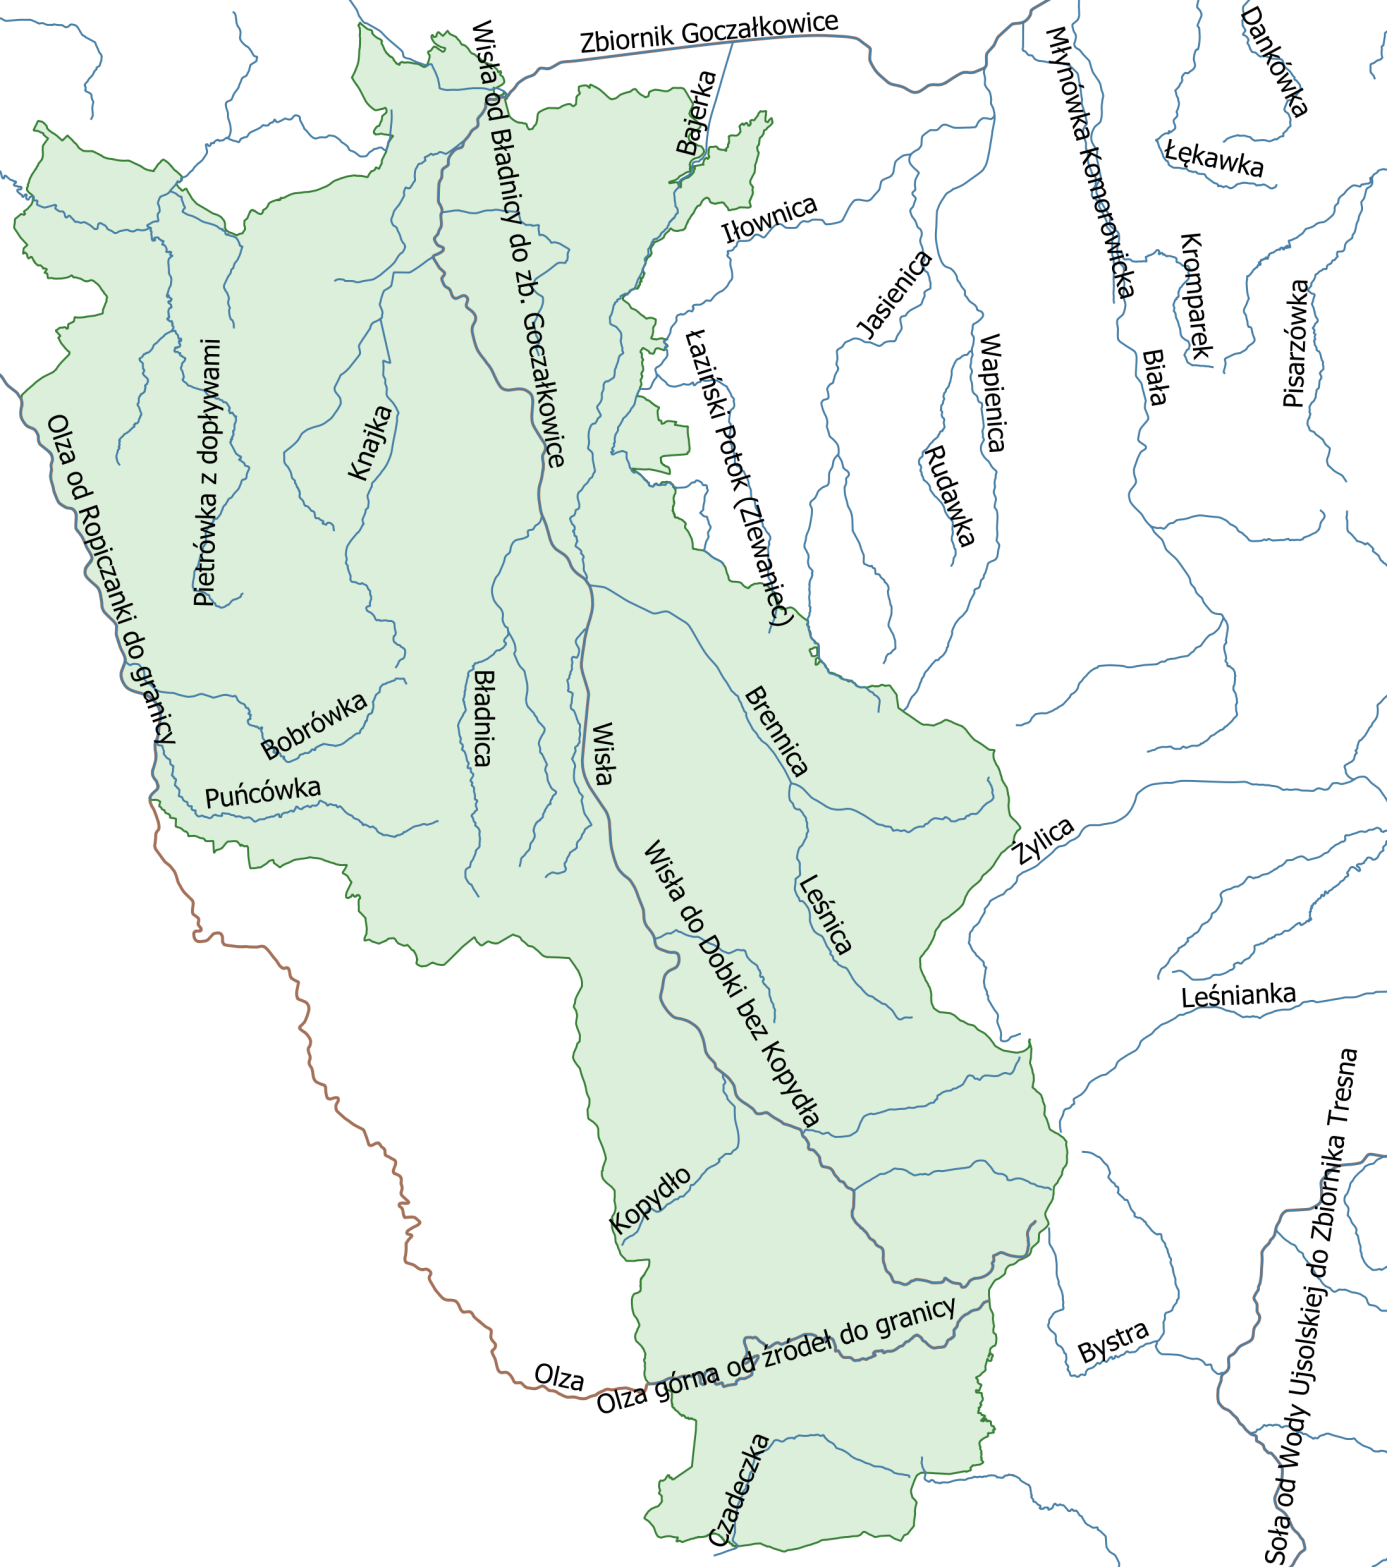 Zbiornik Goczałkowice
Wisła od Bładnicy do zb. Goczałkowice
Bajerka
Młynówka Komorowicka
Dankówka
Łękawka
Iłownica
Jasienica
Kromparek
Pisarzówka
Wapienica
Biała
Łaziński Potok (Zlewaniec)
Rudawka
Pietrówka z dopływami
Knajka
Olza od Ropiczanki do granicy
Bobrówka
Bładnica
Wisła
Brennica
Puńcówka
Żylica
Wisła do Dobki bez Kopydła
Leśnica
Leśnianka
Kopydło
Soła od Wody Ujsolskiej do Zbiornika Tresna
Bystra
Olza
Olza górna od źródeł do granicy
Czadeczka